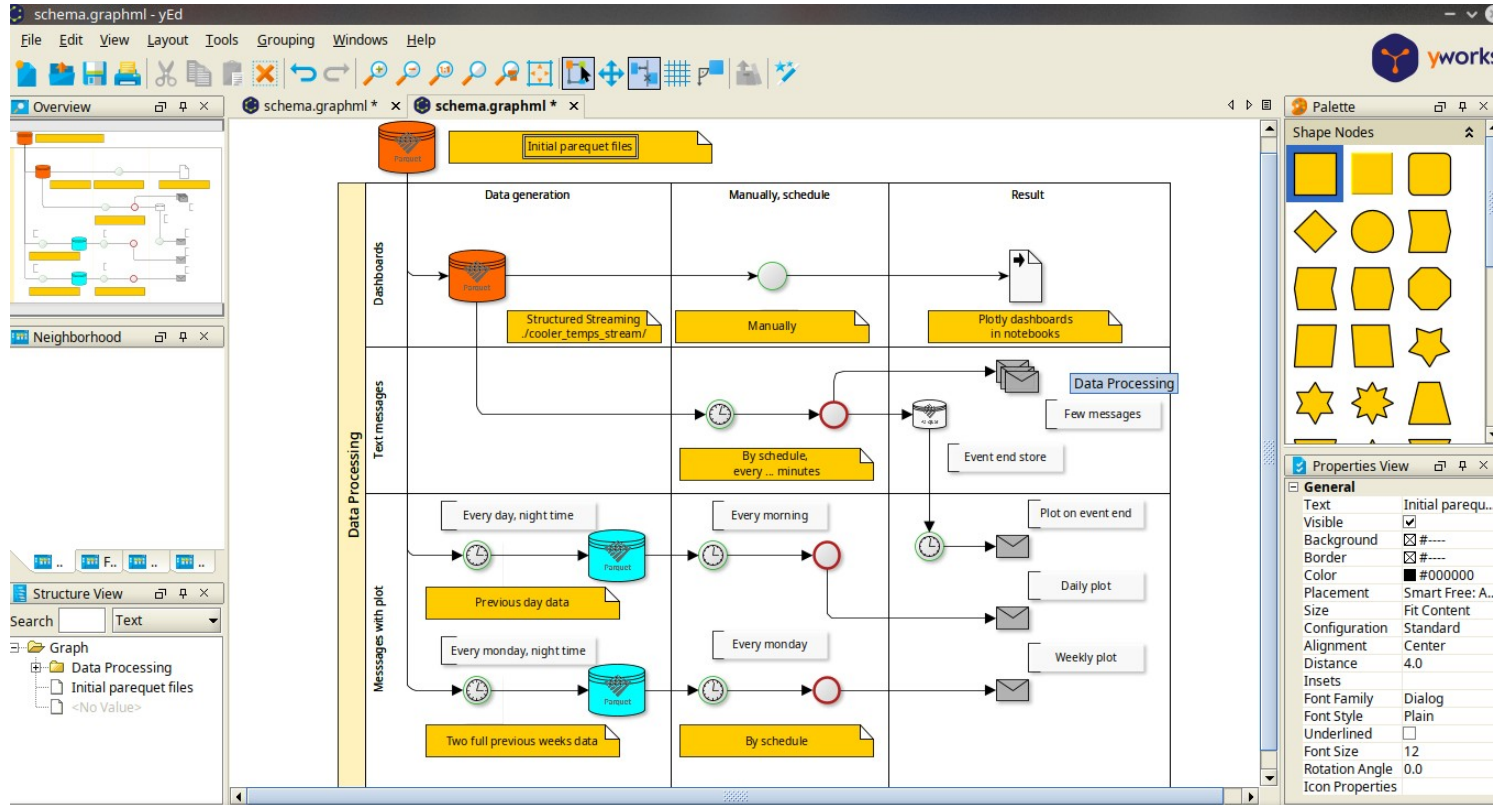 schema.graphml - yEd
File Edit View Layout Tools Grouping Windows Help
yworks
Overview
schema.graphml * × schema.graphml * ×
Palette
Shape Nodes
Neighborhood
.. F.. .. ..
Structure View
Search Text
Graph
Data Processing
Initial parequet files
<No Value>
Parquet
Initial parequet files
Data Processing
Data generation
Manually, schedule
Result
Dashboards
Parquet
Structured Streaming
./cooler_temps_stream/
Manually
Plotly dashboards
in notebooks
Text messages
Data Processing
Few messages
By schedule,
every ... minutes
Event end store
Messages with plot
Every day, night time
Parquet
Every morning
Plot on event end
Previous day data
Daily plot
Every monday, night time
Parquet
Every monday
Weekly plot
Two full previous weeks data
By schedule
Properties View
General
Text Initial parequ...
Visible
Background #----
Border #----
Color #000000
Placement Smart Free: A..
Size Fit Content
Configuration Standard
Alignment Center
Distance 4.0
Insets
Font Family Dialog
Font Style Plain
Underlined
Font Size 12
Rotation Angle 0.0
Icon Properties